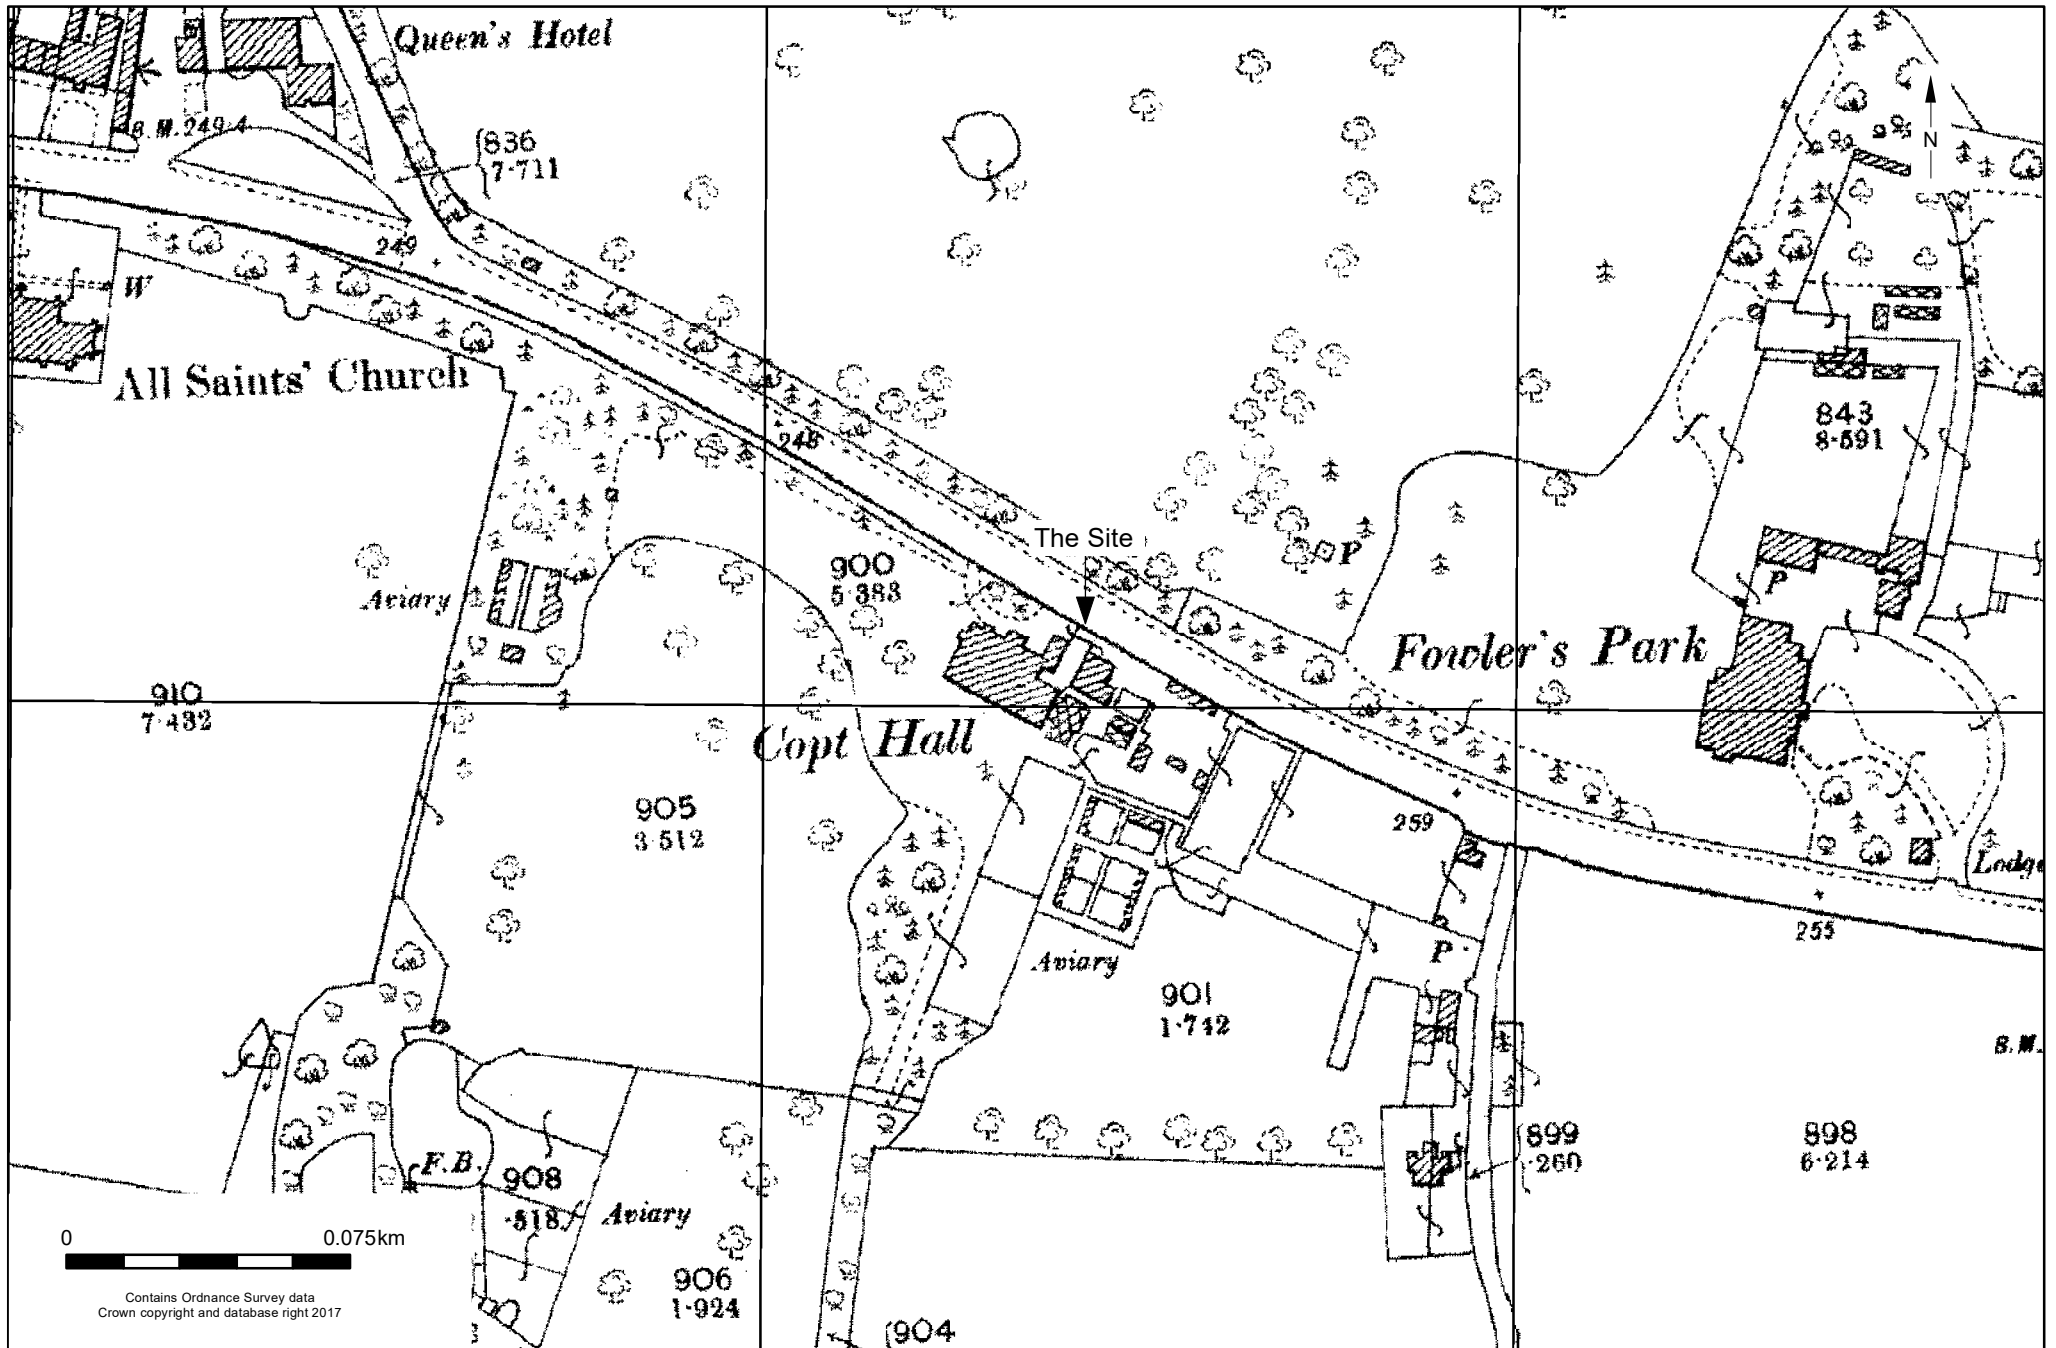 Queen's Hotel
B.M.249·4
836
7·711
N
249
W
All Saints' Church
248
843
8·591
The Site
P
900
5·383
Aviary
P
Fowler's Park
910
7·432
Copt Hall
905
3·512
259
Lodge
255
P
Aviary
901
1·742
B.M.
899
·260
898
6·214
F.B.
908
·518
Aviary
0 0.075km
906
1·924
904
Contains Ordnance Survey data
Crown copyright and database right 2017